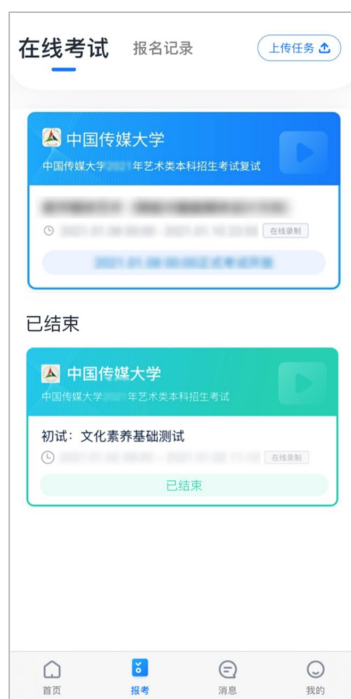 在线考试
报名记录
上传任务
中国传媒大学
中国传媒大学 年艺术类本科招生考试复试
在线录制
已结束
中国传媒大学
中国传媒大学 年艺术类本科招生考试
初试：文化素养基础测试
在线录制
已结束
首页
报考
消息
我的